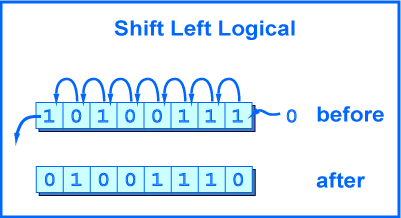 Shift Left Logical
1 0 1 0 0 1 1 1 0 before
0 1 0 0 1 1 1 0 after